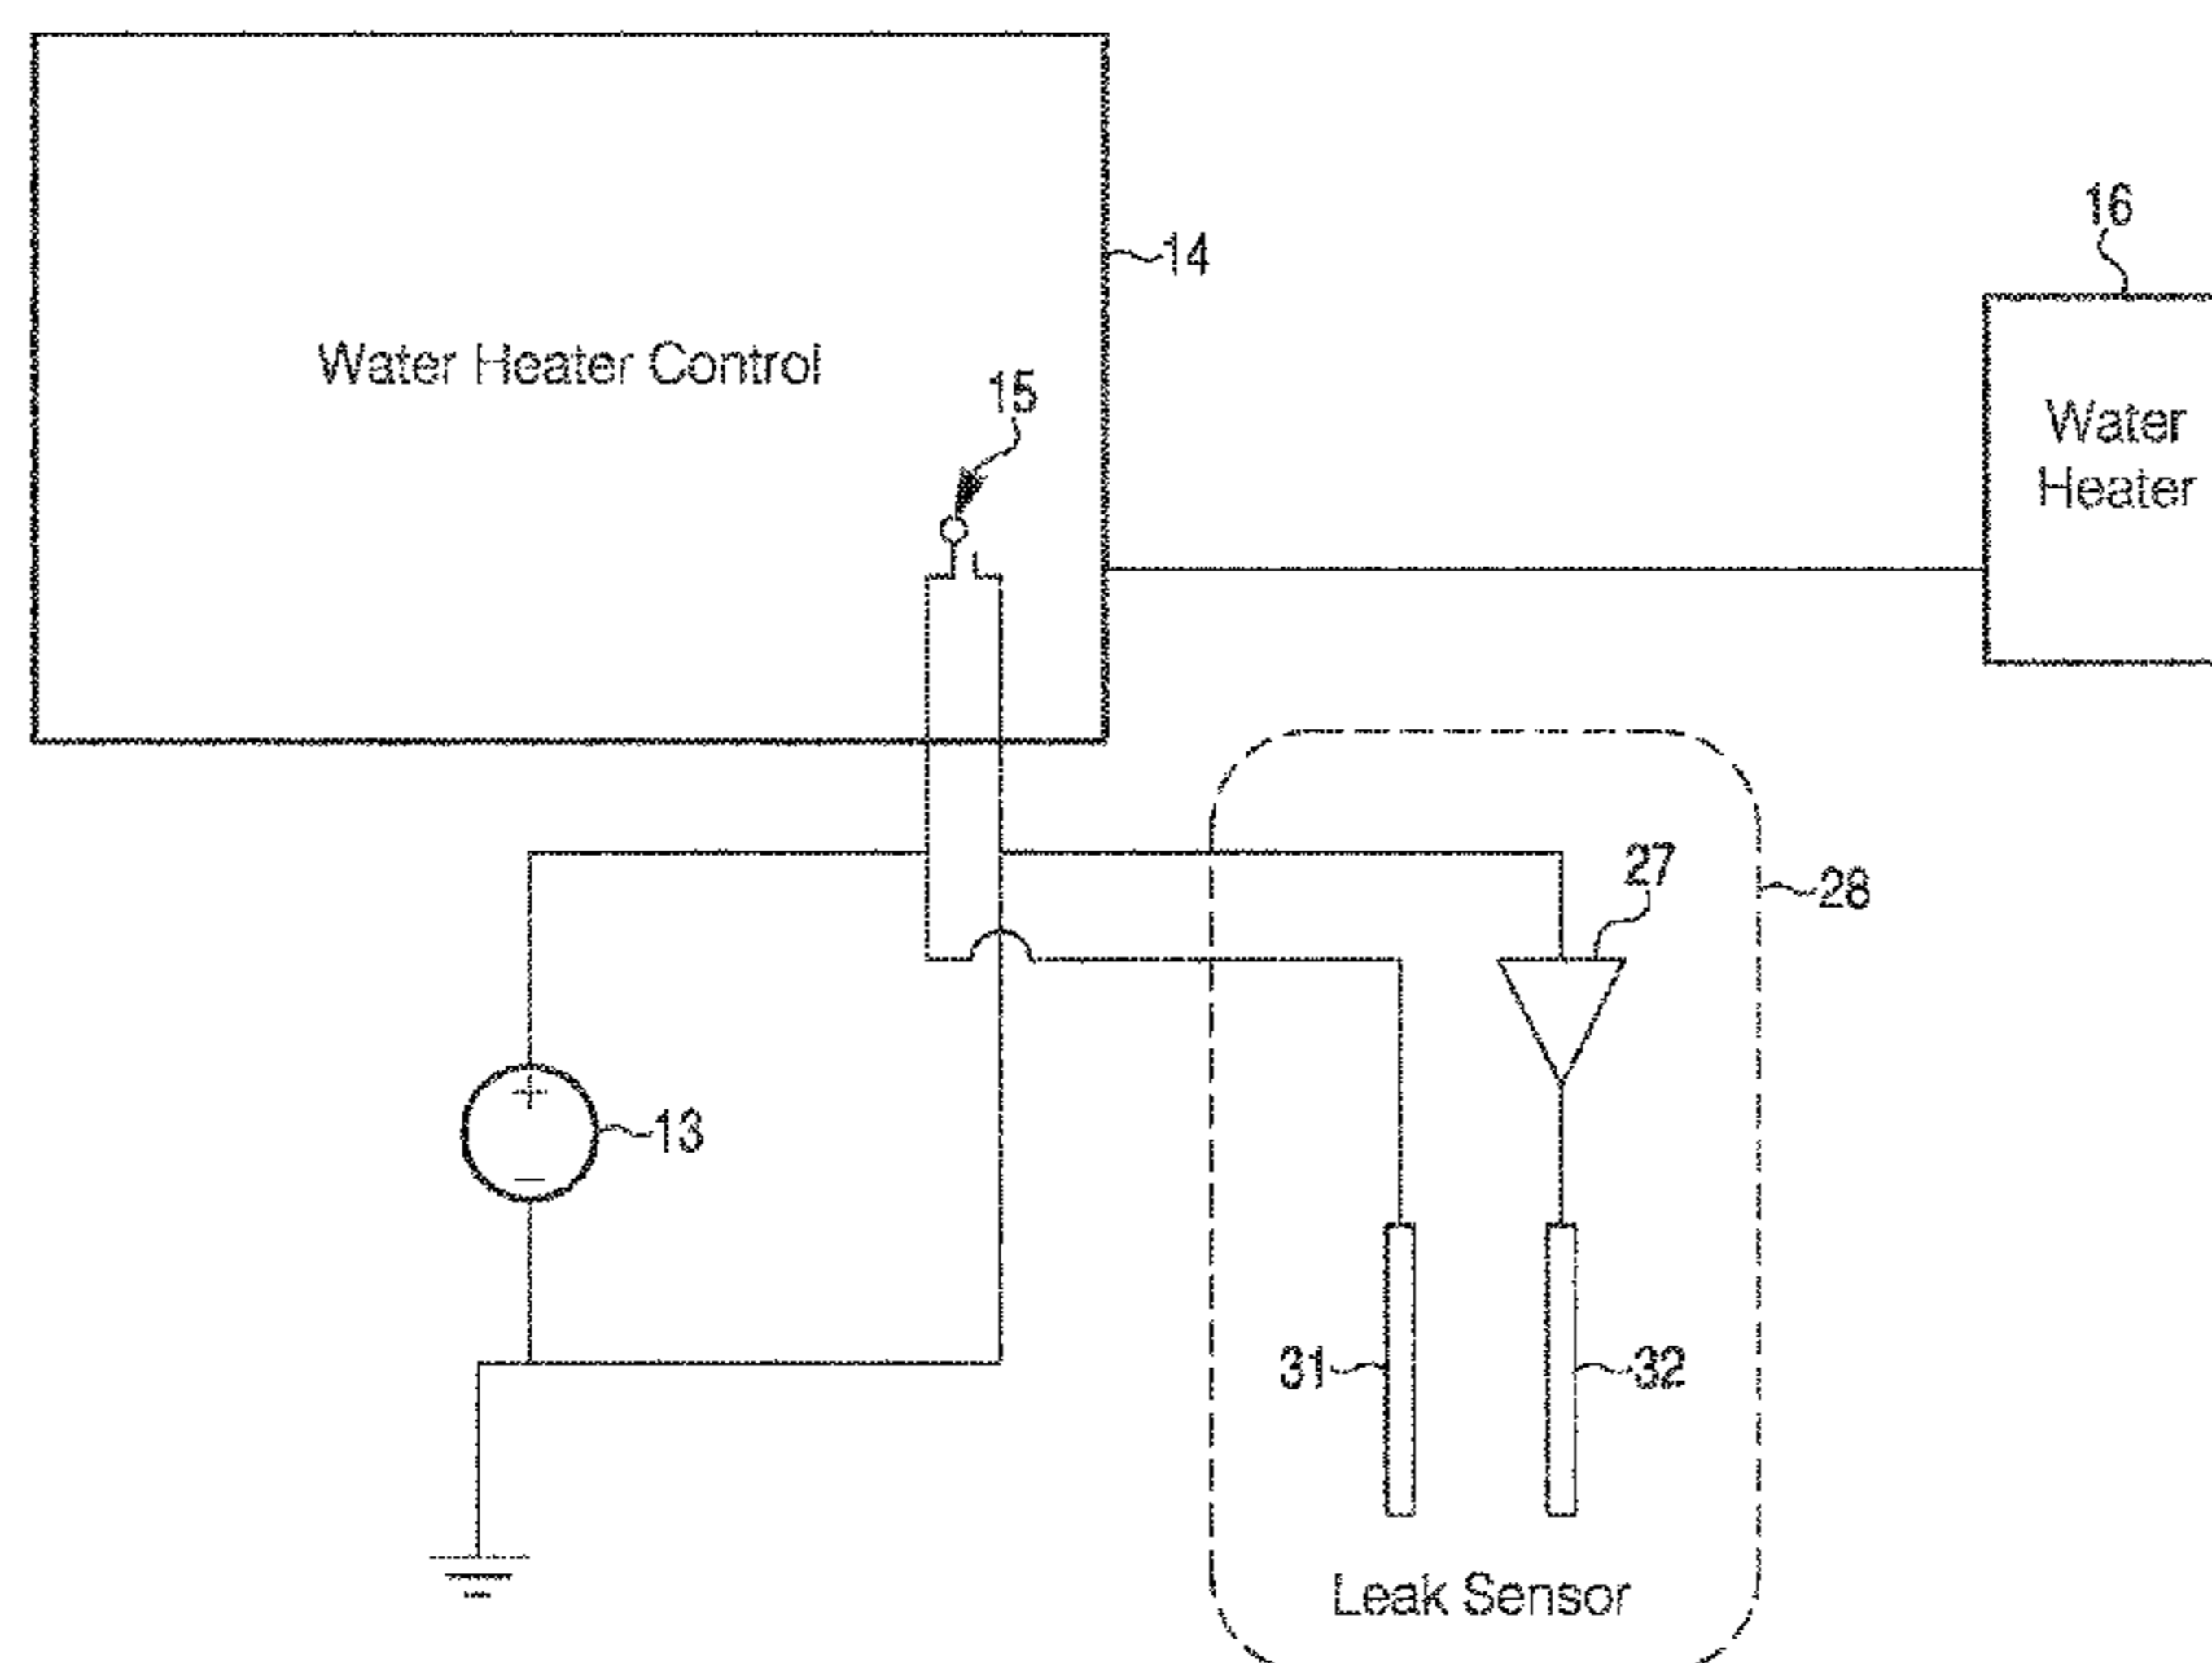 14
16
Water Heater Control
15
Water
Heater
27
28
+
13
−
31
32
Leak Sensor